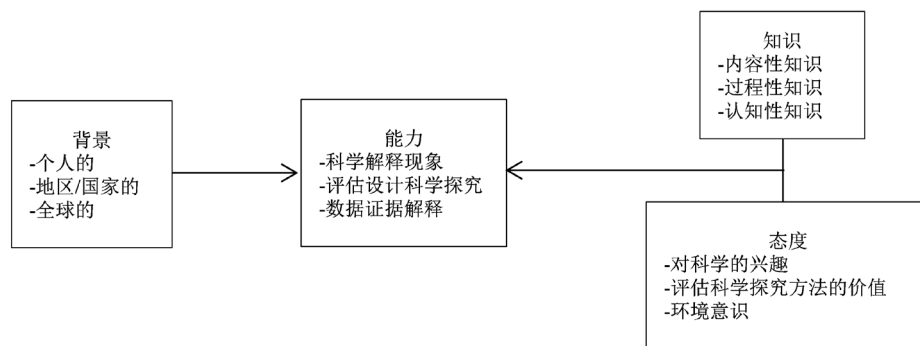 背景
-个人的
-地区/国家的
-全球的
能力
-科学解释现象
-评估设计科学探究
-数据证据解释
知识
-内容性知识
-过程性知识
-认知性知识
态度
-对科学的兴趣
-评估科学探究方法的价值
-环境意识